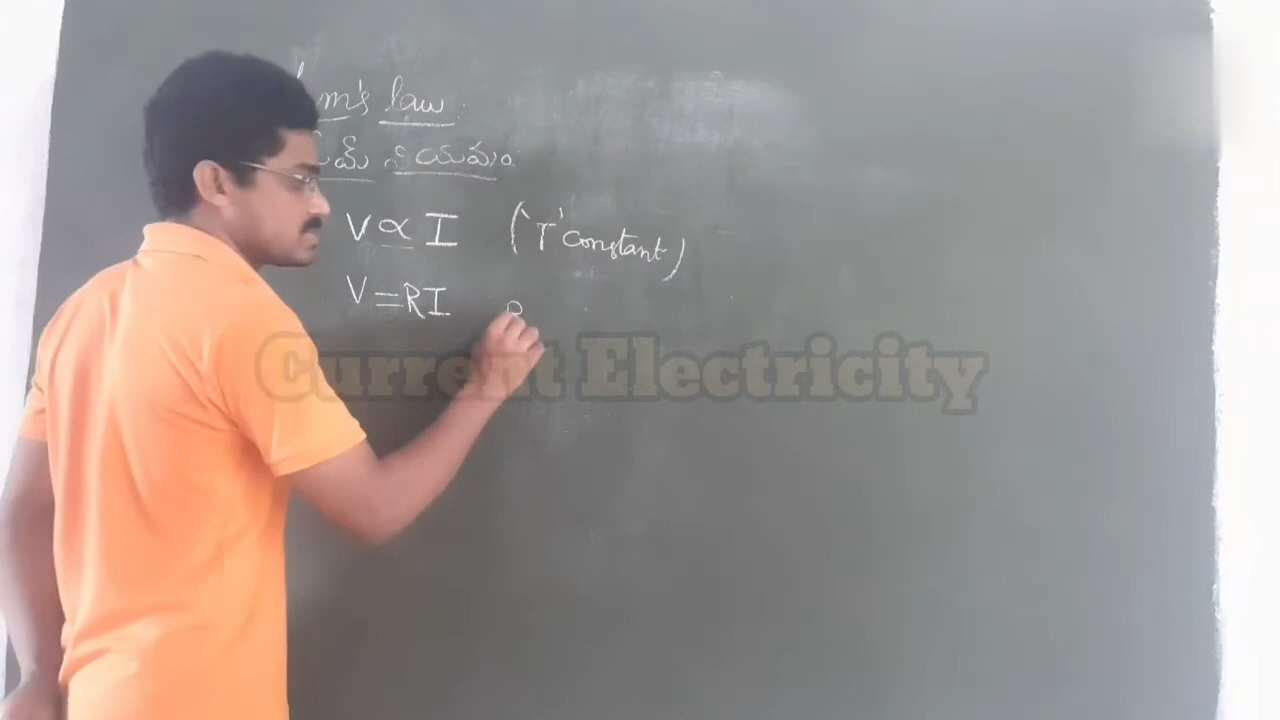 law
నియమం
V ∝ I ('T' constant)
V = RI
Current Electricity